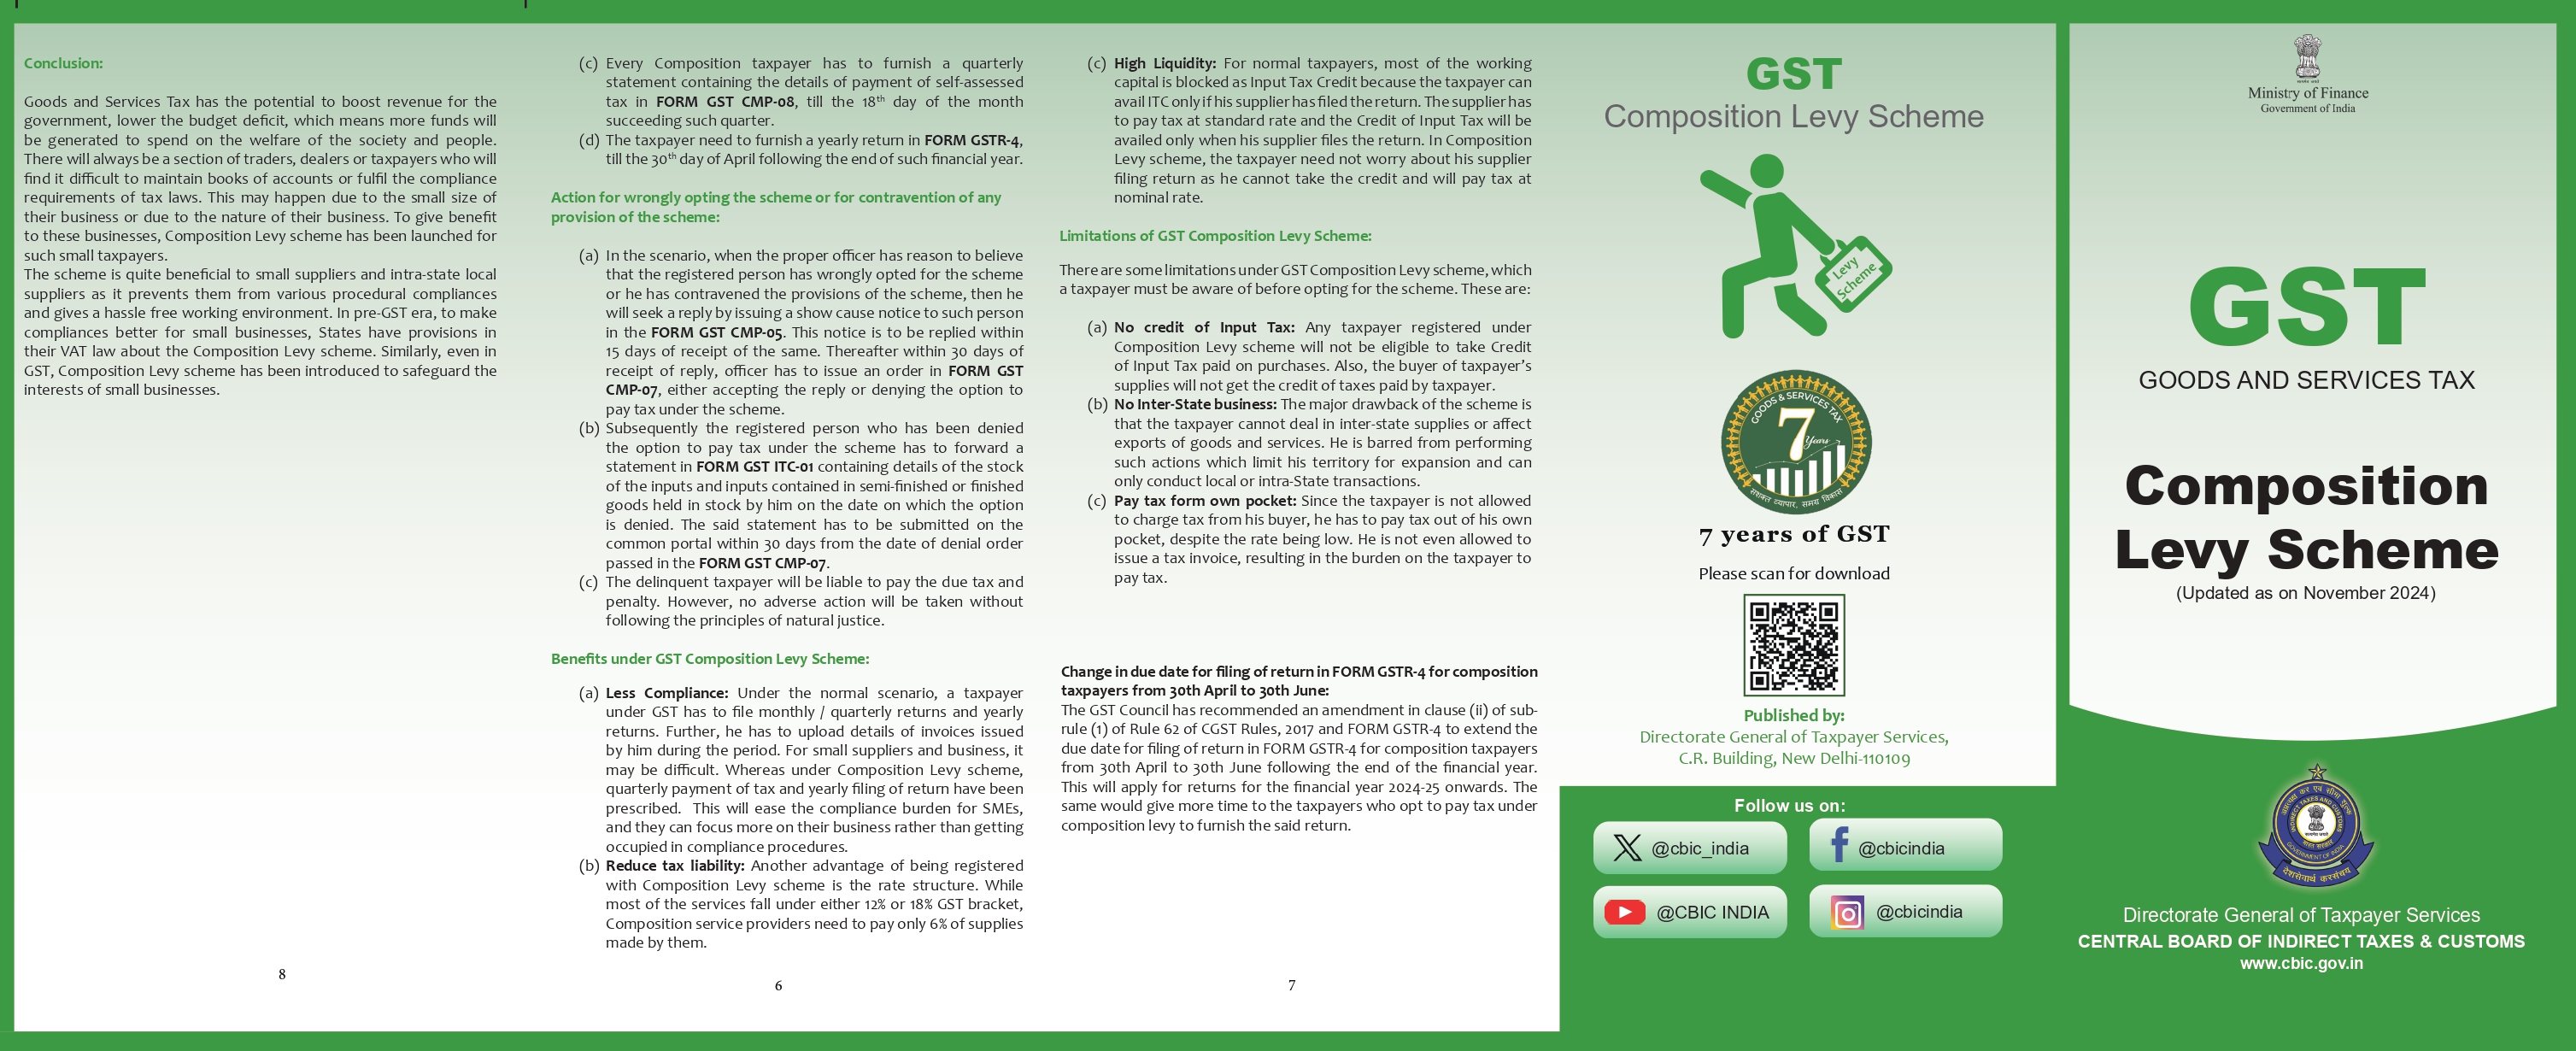 Conclusion:
Goods and Services Tax has the potential to boost revenue for the
government, lower the budget deficit, which means more funds will
be generated to spend on the welfare of the society and people.
There will always be a section of traders, dealers or taxpayers who will
find it difficult to maintain books of accounts or fulfil the compliance
requirements of tax laws. This may happen due to the small size of
their business or due to the nature of their business. To give benefit
to these businesses, Composition Levy scheme has been launched for
such small taxpayers.
The scheme is quite beneficial to small suppliers and intra-state local
suppliers as it prevents them from various procedural compliances
and gives a hassle free working environment. In pre-GST era, to make
compliances better for small businesses, States have provisions in
their VAT law about the Composition Levy scheme. Similarly, even in
GST, Composition Levy scheme has been introduced to safeguard the
interests of small businesses.
8
(c) Every Composition taxpayer has to furnish a quarterly
statement containing the details of payment of self-assessed
tax in FORM GST CMP-08, till the 18th day of the month
succeeding such quarter.
(d) The taxpayer need to furnish a yearly return in FORM GSTR-4,
till the 30th day of April following the end of such financial year.
Action for wrongly opting the scheme or for contravention of any
provision of the scheme:
(a) In the scenario, when the proper officer has reason to believe
that the registered person has wrongly opted for the scheme
or he has contravened the provisions of the scheme, then he
will seek a reply by issuing a show cause notice to such person
in the FORM GST CMP-05. This notice is to be replied within
15 days of receipt of the same. Thereafter within 30 days of
receipt of reply, officer has to issue an order in FORM GST
CMP-07, either accepting the reply or denying the option to
pay tax under the scheme.
(b) Subsequently the registered person who has been denied
the option to pay tax under the scheme has to forward a
statement in FORM GST ITC-01 containing details of the stock
of the inputs and inputs contained in semi-finished or finished
goods held in stock by him on the date on which the option
is denied. The said statement has to be submitted on the
common portal within 30 days from the date of denial order
passed in the FORM GST CMP-07.
(c) The delinquent taxpayer will be liable to pay the due tax and
penalty. However, no adverse action will be taken without
following the principles of natural justice.
Benefits under GST Composition Levy Scheme:
(a) Less Compliance: Under the normal scenario, a taxpayer
under GST has to file monthly / quarterly returns and yearly
returns. Further, he has to upload details of invoices issued
by him during the period. For small suppliers and business, it
may be difficult. Whereas under Composition Levy scheme,
quarterly payment of tax and yearly filing of return have been
prescribed. This will ease the compliance burden for SMEs,
and they can focus more on their business rather than getting
occupied in compliance procedures.
(b) Reduce tax liability: Another advantage of being registered
with Composition Levy scheme is the rate structure. While
most of the services fall under either 12% or 18% GST bracket,
Composition service providers need to pay only 6% of supplies
made by them.
6
(c) High Liquidity: For normal taxpayers, most of the working
capital is blocked as Input Tax Credit because the taxpayer can
avail ITC only if his supplier has filed the return. The supplier has
to pay tax at standard rate and the Credit of Input Tax will be
availed only when his supplier files the return. In Composition
Levy scheme, the taxpayer need not worry about his supplier
filing return as he cannot take the credit and will pay tax at
nominal rate.
Limitations of GST Composition Levy Scheme:
There are some limitations under GST Composition Levy scheme, which
a taxpayer must be aware of before opting for the scheme. These are:
(a) No credit of Input Tax: Any taxpayer registered under
Composition Levy scheme will not be eligible to take Credit
of Input Tax paid on purchases. Also, the buyer of taxpayer's
supplies will not get the credit of taxes paid by taxpayer.
(b) No Inter-State business: The major drawback of the scheme is
that the taxpayer cannot deal in inter-state supplies or affect
exports of goods and services. He is barred from performing
such actions which limit his territory for expansion and can
only conduct local or intra-State transactions.
(c) Pay tax form own pocket: Since the taxpayer is not allowed
to charge tax from his buyer, he has to pay tax out of his own
pocket, despite the rate being low. He is not even allowed to
issue a tax invoice, resulting in the burden on the taxpayer to
pay tax.
Change in due date for filing of return in FORM GSTR-4 for composition
taxpayers from 30th April to 30th June:
The GST Council has recommended an amendment in clause (ii) of sub-
rule (1) of Rule 62 of CGST Rules, 2017 and FORM GSTR-4 to extend the
due date for filing of return in FORM GSTR-4 for composition taxpayers
from 30th April to 30th June following the end of the financial year.
This will apply for returns for the financial year 2024-25 onwards. The
same would give more time to the taxpayers who opt to pay tax under
composition levy to furnish the said return.
7
GST
Composition Levy Scheme
Levy
Scheme
GOODS & SERVICES TAX
7
Years
सशक्त व्यापार, समग्र विकास
7 years of GST
Please scan for download
Published by:
Directorate General of Taxpayer Services,
C.R. Building, New Delhi-110109
Follow us on:
@cbic_india
@cbicindia
@CBIC INDIA
@cbicindia
Ministry of Finance
Government of India
GST
GOODS AND SERVICES TAX
Composition
Levy Scheme
(Updated as on November 2024)
देशसेवार्थ करसंचय
Directorate General of Taxpayer Services
CENTRAL BOARD OF INDIRECT TAXES & CUSTOMS
www.cbic.gov.in